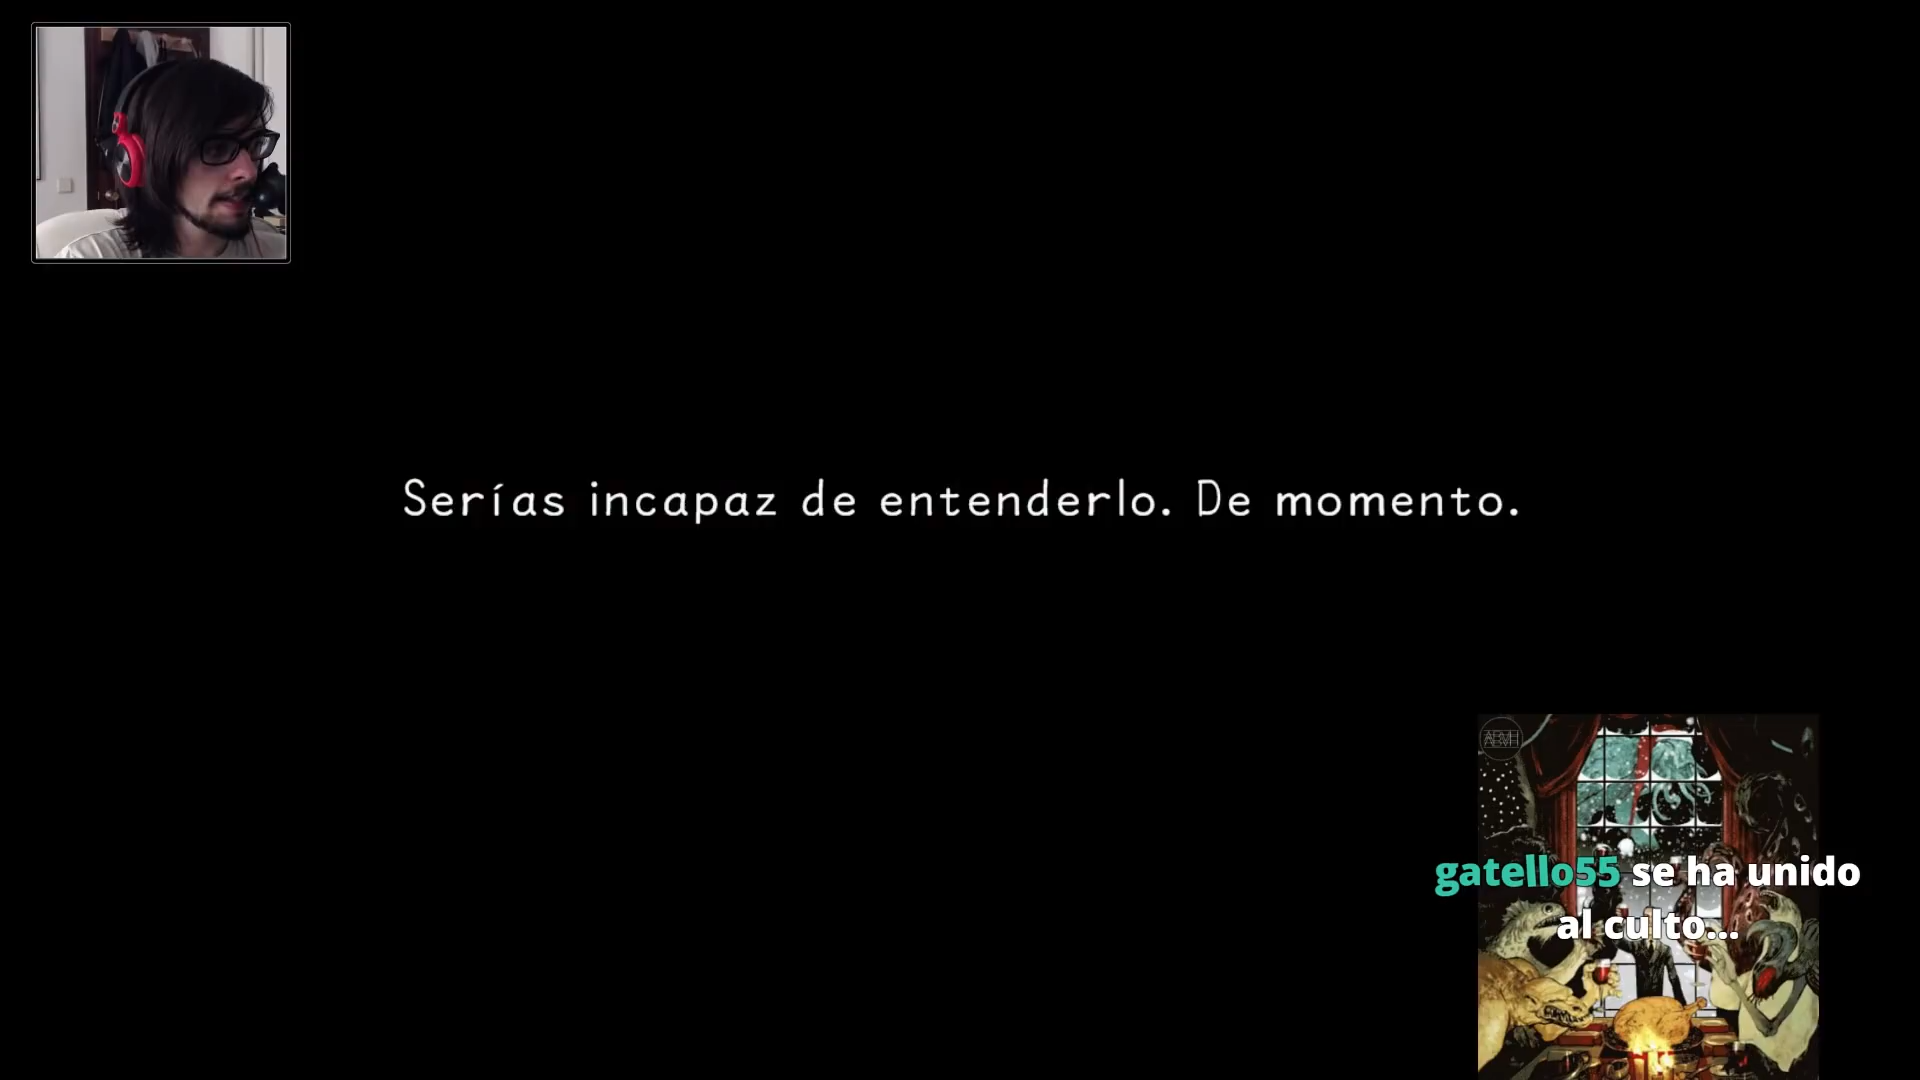 Serías incapaz de entenderlo. De momento.
gatello55 se ha unido
al culto...